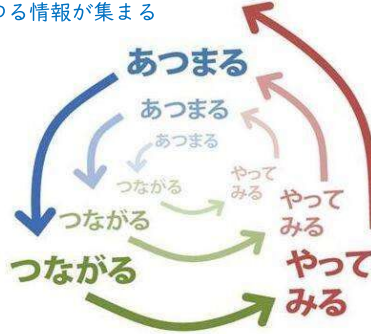 つる情報が集まる
あつまる
あつまる
あつまる
つながる
やって
みる
つながる
やって
みる
つながる
やって
みる